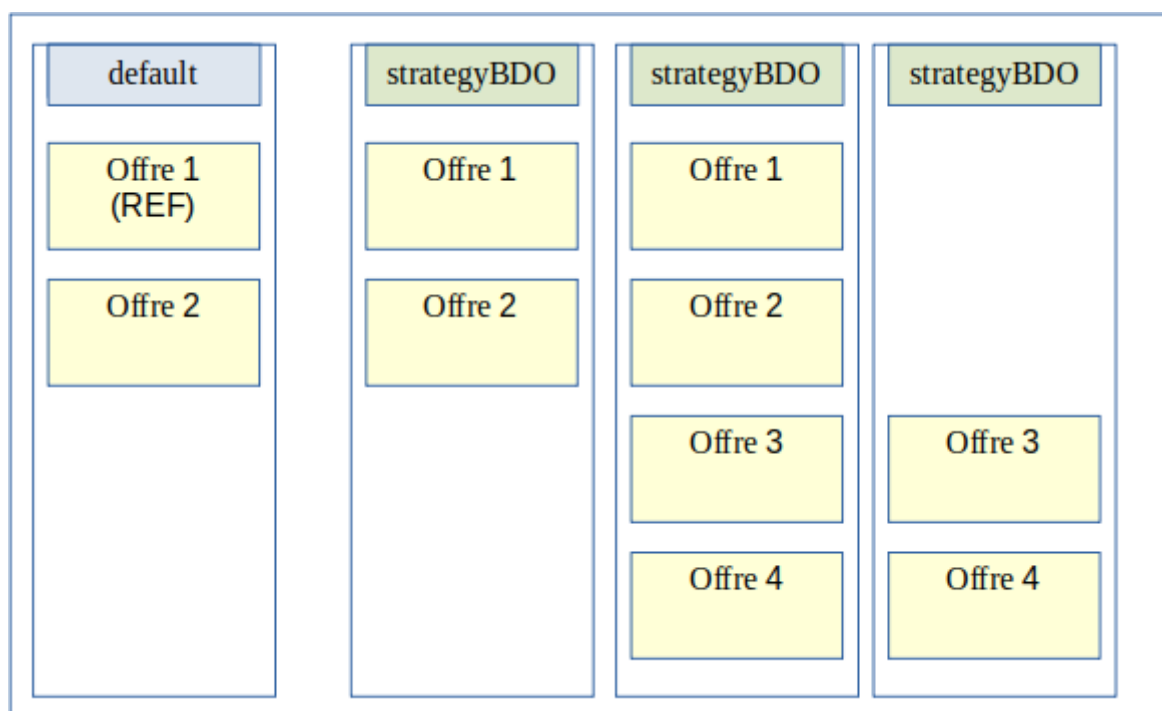 default
Offre 1
(REF)
Offre 2
strategyBDO
Offre 1
Offre 2
strategyBDO
Offre 1
Offre 2
Offre 3
Offre 4
strategyBDO
Offre 3
Offre 4